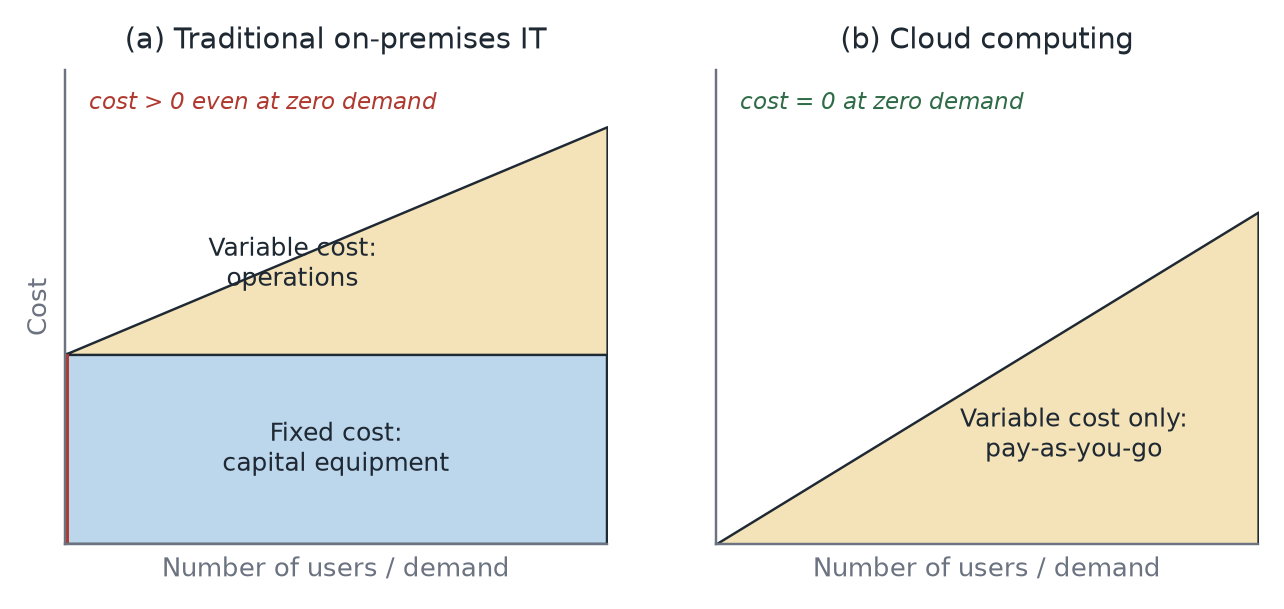 (a) Traditional on-premises IT
cost > 0 even at zero demand
Variable cost:
operations
Fixed cost:
capital equipment
Cost
Number of users / demand
(b) Cloud computing
cost = 0 at zero demand
Variable cost only:
pay-as-you-go
Number of users / demand